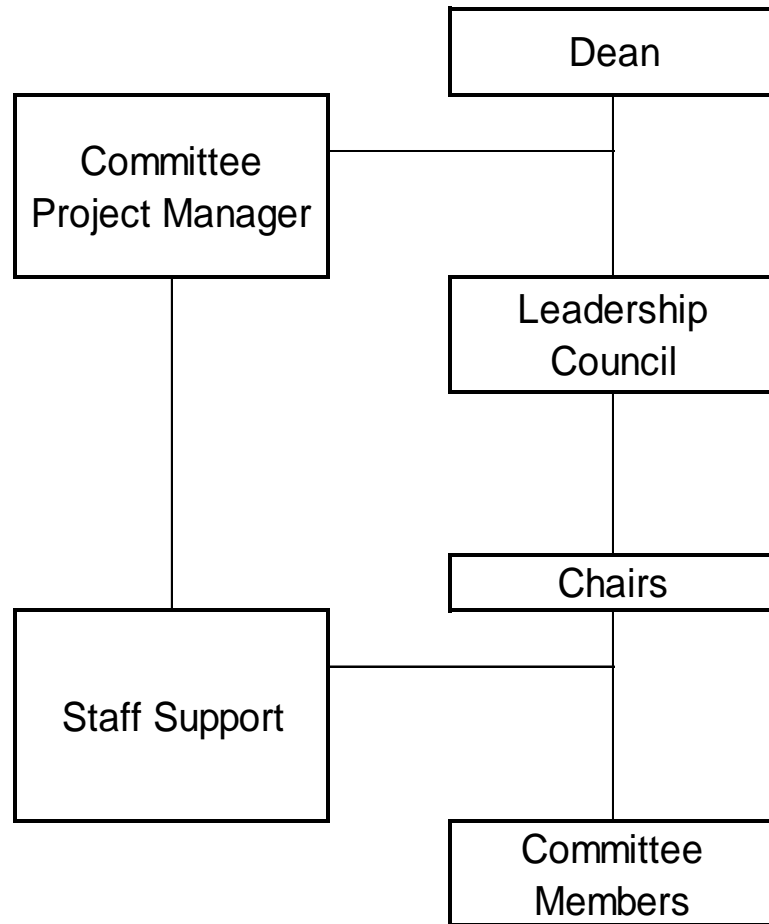 Dean
Committee
Project Manager
Leadership
Council
Chairs
Staff Support
Committee
Members